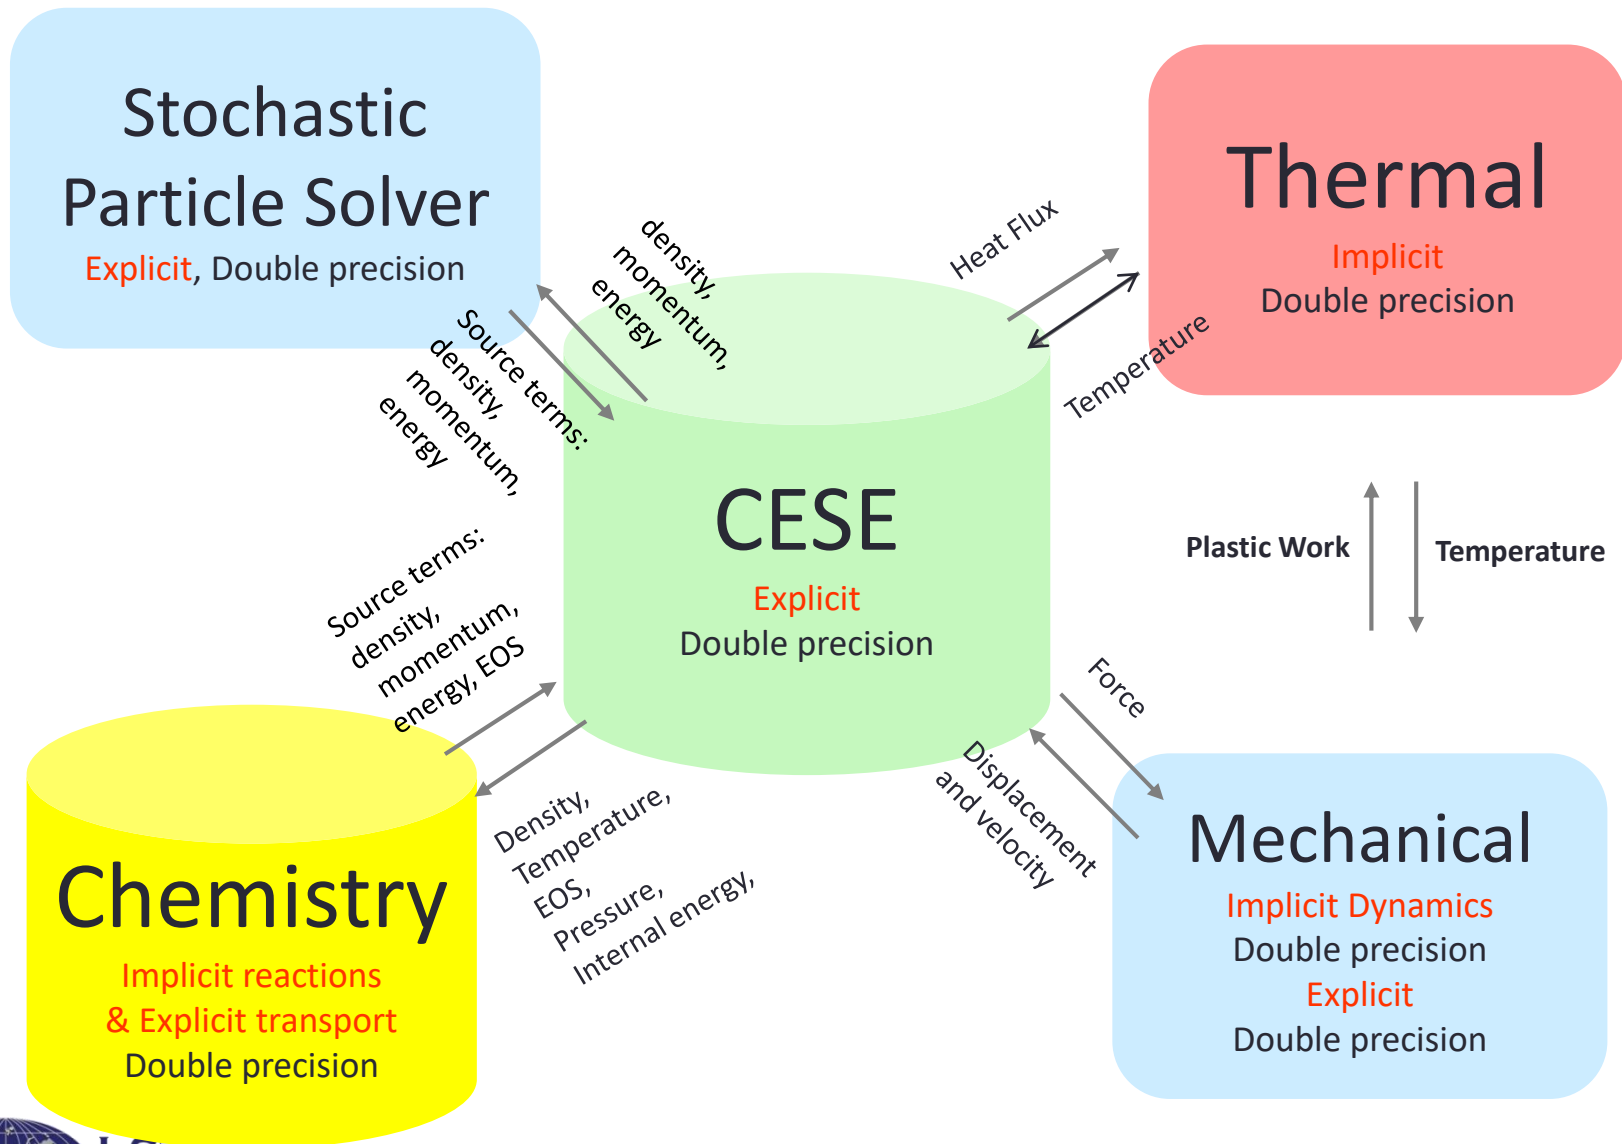 Stochastic
Particle Solver
Explicit, Double precision
Thermal
Implicit
Double precision
density,
momentum,
energy
Source terms:
density,
momentum,
energy
Heat Flux
Temperature
CESE
Explicit
Double precision
Plastic Work
Temperature
Source terms:
density,
momentum,
energy, EOS
Force
Displacement
and velocity
Density,
Temperature,
EOS,
Pressure,
Internal energy,
Chemistry
Implicit reactions
& Explicit transport
Double precision
Mechanical
Implicit Dynamics
Double precision
Explicit
Double precision